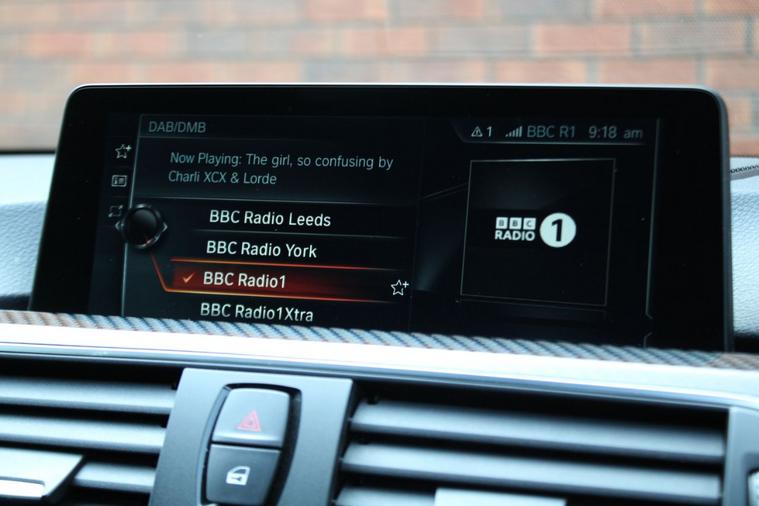 DAB/DMB
1 BBC R1 9:18 am
Now Playing: The girl, so confusing by
Charli XCX & Lorde
BBC Radio Leeds
BBC Radio York
BBC Radio1
BBC Radio1Xtra
BBC
RADIO 1